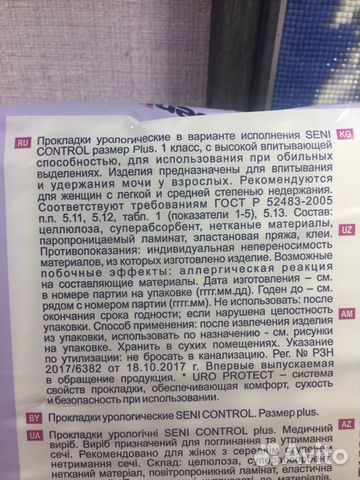 RU Прокладки урологические в варианте исполнения SENI KG
CONTROL размер Plus. 1 класс, с высокой впитывающей
способностью, для использования при обильных
выделениях. Изделия предназначены для впитывания
и удержания мочи у взрослых. Рекомендуются
для женщин с легкой и средней степенью недержания.
Соответствуют требованиям ГОСТ Р 52483-2005
п.п. 5.11, 5.12, табл. 1 (показатели 1-5), 5.13. Состав:
целлюлоза, суперабсорбент, нетканые материалы, UZ
паропроницаемый ламинат, эластановая пряжа, клеи.
Противопоказания: индивидуальная непереносимость
материалов, из которых изготовлено изделие. Возможные
побочные эффекты: аллергическая реакция
на составляющие материалы. Дата изготовления – см.
в номере партии на упаковке (гггг.мм.дд). Годен до – см.
рядом с номером партии (гггг.мм). Не использовать: после
окончания срока годности; если нарушена целостность AM
упаковки. Способ применения: после извлечения изделия
из упаковки, использовать по назначению - см. рисунки
на упаковке. Хранить в сухих помещениях. Указание
по утилизации: не бросать в канализацию. Рег. № РЗН
2017/6382 от 18.10.2017 г. Впервые выпускаемая
в обращение продукция. * URO PROTECT – система
свойств прокладки, обеспечивающая комфорт, сухость
и безопасность при использовании.
BY Прокладки урологические SENI CONTROL. Размер plus.
UA Прокладки урологічні SENI CONTROL plus. Медичний AZ
виріб. Виріб призначений для поглинання і
нетримання сечі. Рекомендовано для жінок з
сечі. Склад: целюлоза, суперабсорбент,
нетканий матеріал, повітропроникний ламінат, еластична
Avito